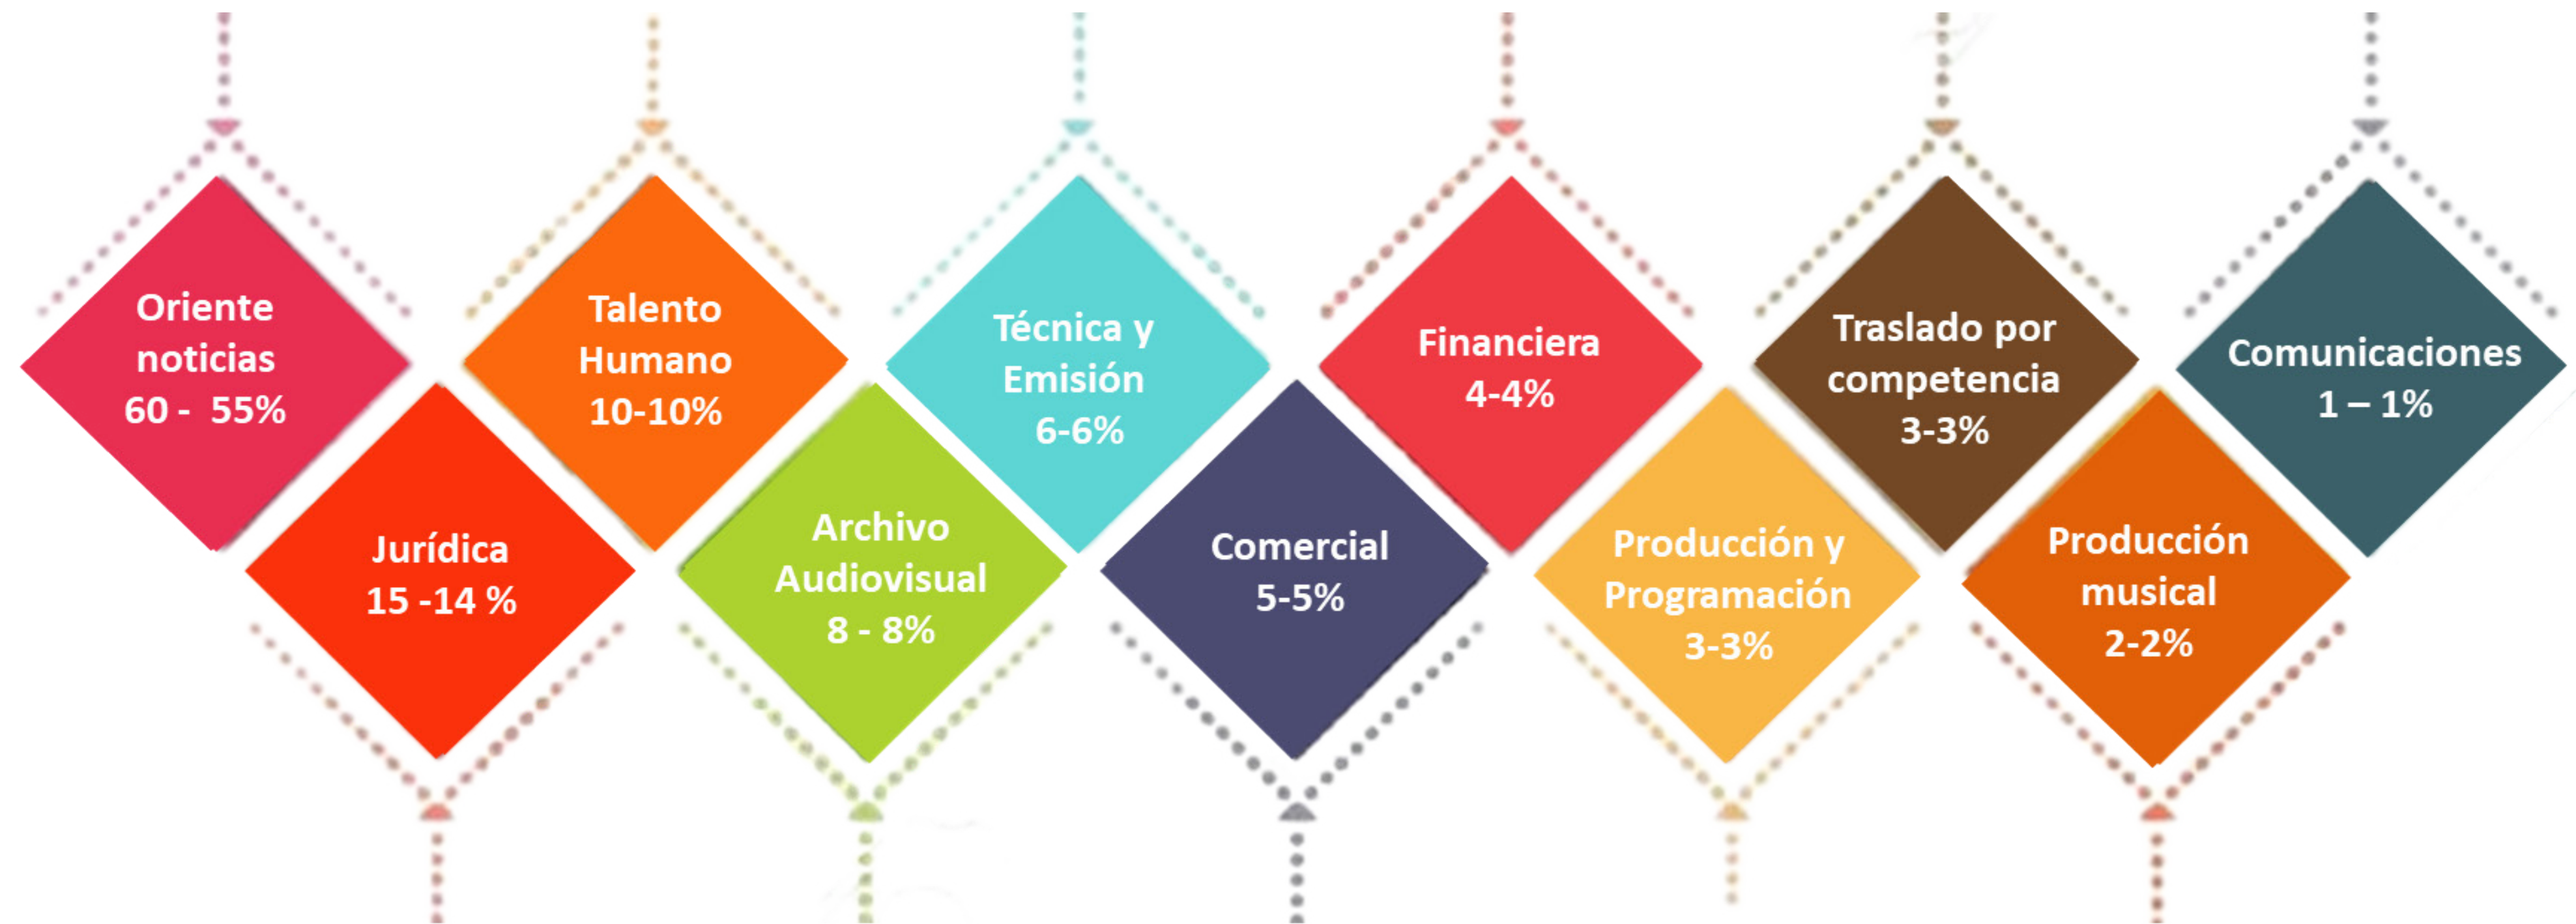 Oriente
noticias
60 -  55%
Jurídica
15 -14 %
Talento
Humano
10-10%
Archivo
Audiovisual
8 - 8%
Técnica y
Emisión
6-6%
Comercial
5-5%
Financiera
4-4%
Producción y
Programación
3-3%
Traslado por
competencia
3-3%
Producción
musical
2-2%
Comunicaciones
1 – 1%